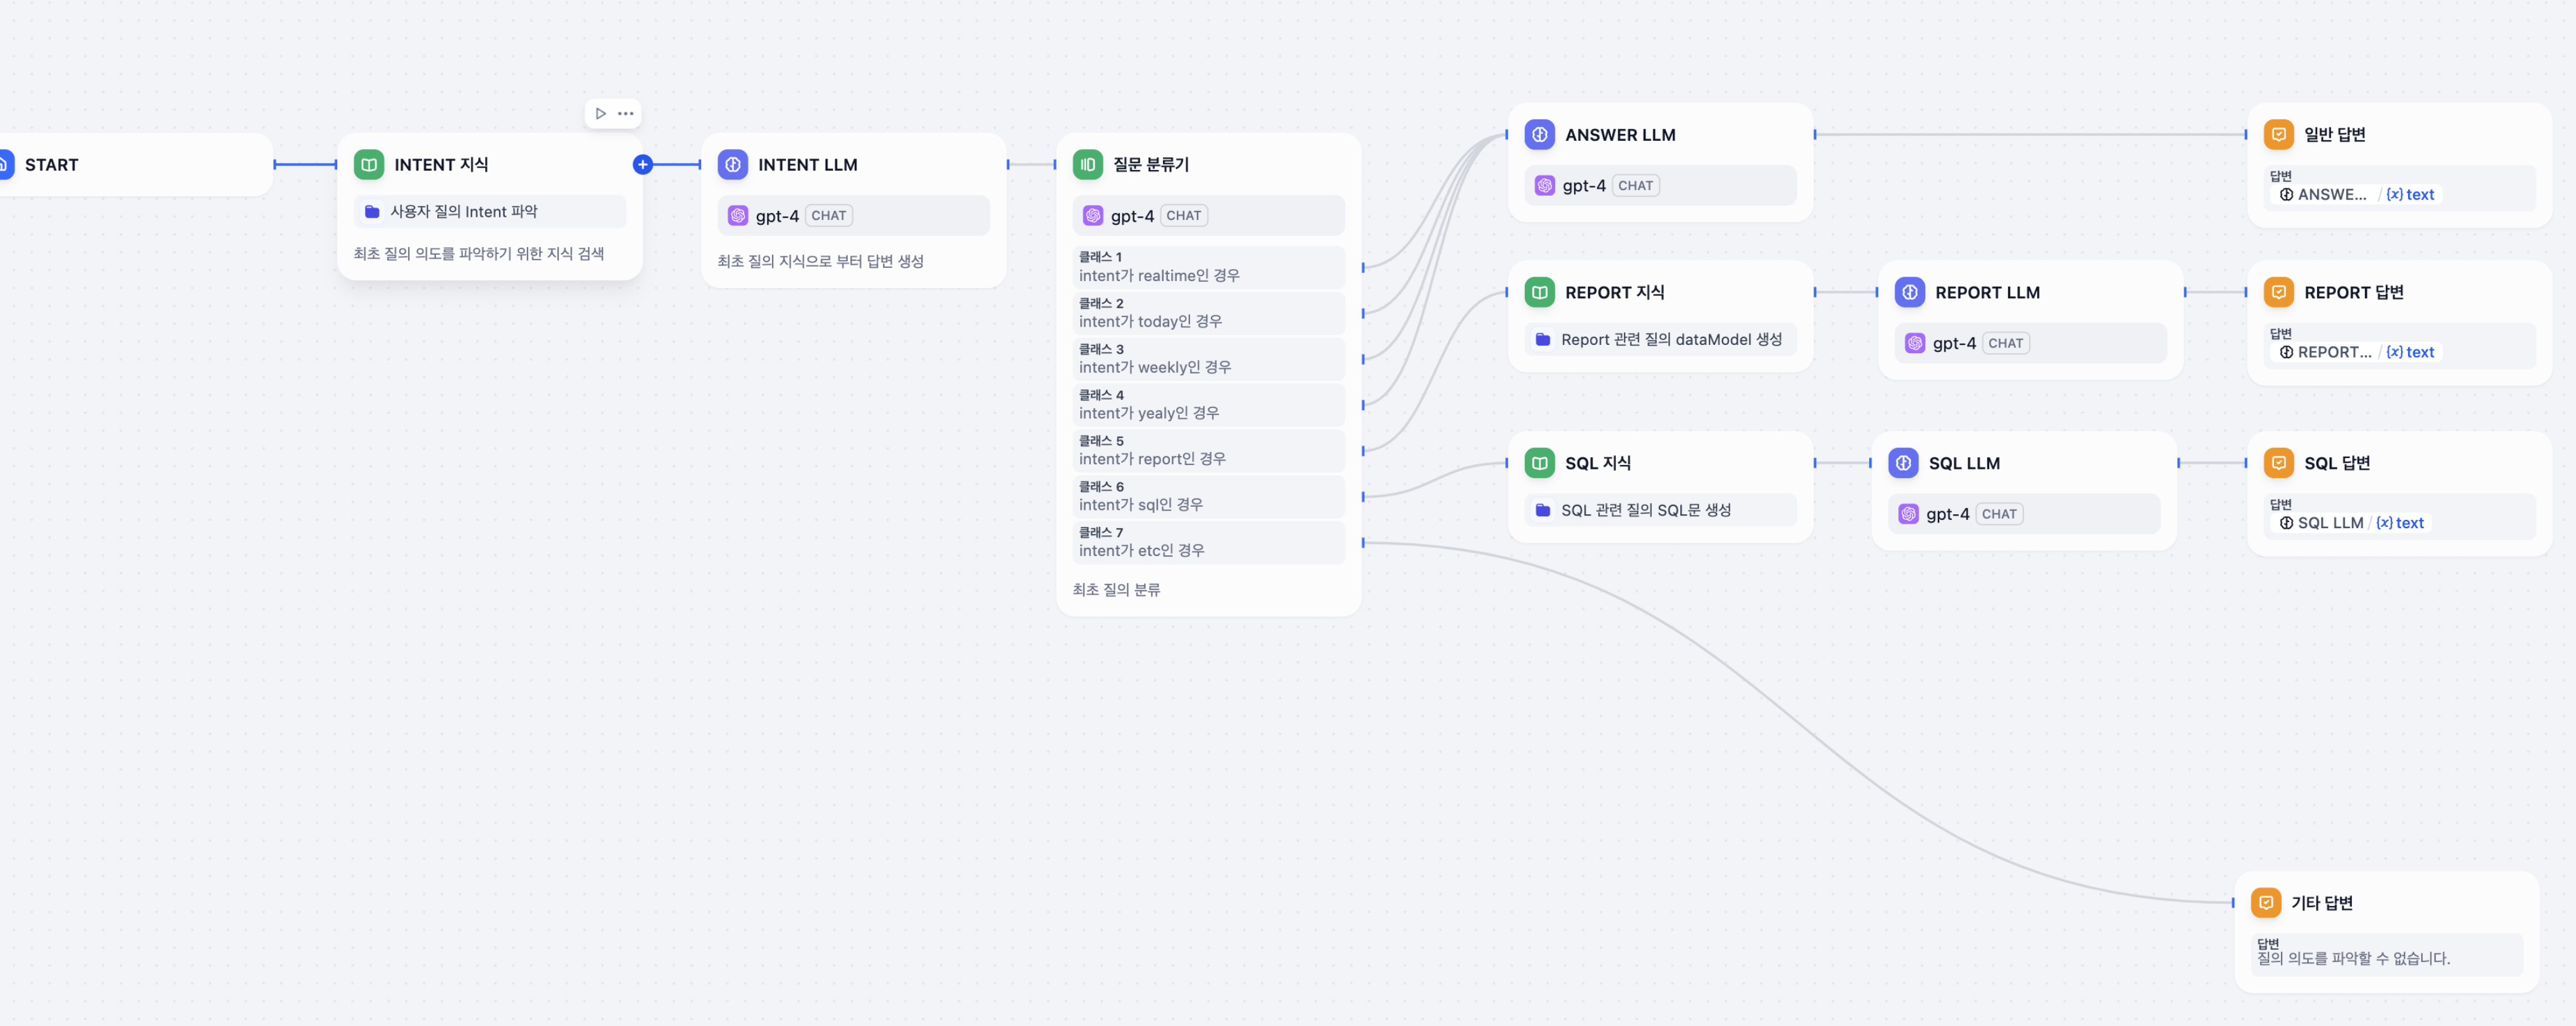 START
INTENT 지식
사용자 질의 Intent 파악
최초 질의 의도를 파악하기 위한 지식 검색
INTENT LLM
gpt-4 CHAT
최초 질의 지식으로 부터 답변 생성
질문 분류기
gpt-4 CHAT
클래스 1
intent가 realtime인 경우
클래스 2
intent가 today인 경우
클래스 3
intent가 weekly인 경우
클래스 4
intent가 yealy인 경우
클래스 5
intent가 report인 경우
클래스 6
intent가 sql인 경우
클래스 7
intent가 etc인 경우
최초 질의 분류
ANSWER LLM
gpt-4 CHAT
일반 답변
답변
ANSWE... / {x} text
REPORT 지식
Report 관련 질의 dataModel 생성
REPORT LLM
gpt-4 CHAT
REPORT 답변
답변
REPORT... / {x} text
SQL 지식
SQL 관련 질의 SQL문 생성
SQL LLM
gpt-4 CHAT
SQL 답변
답변
SQL LLM / {x} text
기타 답변
답변
질의 의도를 파악할 수 없습니다.